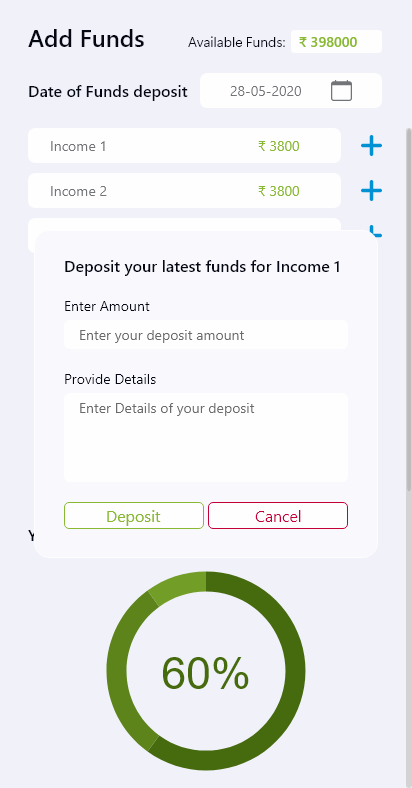 Add Funds
Available Funds: ₹ 398000
Date of Funds deposit 28-05-2020
Income 1 ₹ 3800
Income 2 ₹ 3800
Deposit your latest funds for Income 1
Enter Amount
Enter your deposit amount
Provide Details
Enter Details of your deposit
Deposit Cancel
60%